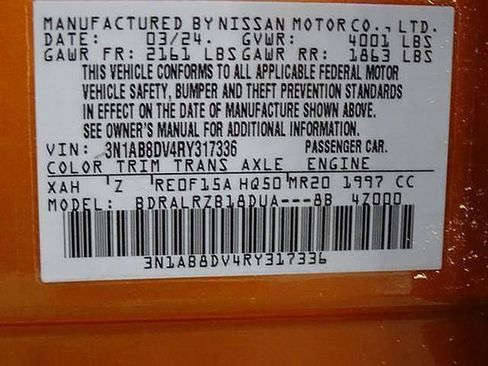 MANUFACTURED BY NISSAN MOTOR CO., LTD.
DATE: 03/24. GVWR: 4001 LBS
GAWR FR: 2161 LBS GAWR RR: 1863 LBS
THIS VEHICLE CONFORMS TO ALL APPLICABLE FEDERAL MOTOR
VEHICLE SAFETY, BUMPER AND THEFT PREVENTION STANDARDS
IN EFFECT ON THE DATE OF MANUFACTURE SHOWN ABOVE.
SEE OWNER'S MANUAL FOR ADDITIONAL INFORMATION.
VIN: 3N1AB8DV4RY317336 PASSENGER CAR.
COLOR TRIM TRANS AXLE ENGINE
XAH Z RE0F15A HQ50 MR20 1997 CC
MODEL: BDRALRZB18DUA---8B 4Z000
3N1AB8DV4RY317336